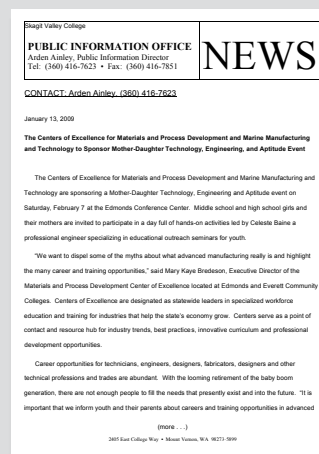 Skagit Valley College
PUBLIC INFORMATION OFFICE
Arden Ainley, Public Information Director
Tel: (360) 416-7623 • Fax: (360) 416-7851
NEWS
CONTACT: Arden Ainley, (360) 416-7623
January 13, 2009
The Centers of Excellence for Materials and Process Development and Marine Manufacturing
and Technology to Sponsor Mother-Daughter Technology, Engineering, and Aptitude Event
The Centers of Excellence for Materials and Process Development and Marine Manufacturing and
Technology are sponsoring a Mother-Daughter Technology, Engineering and Aptitude event on
Saturday, February 7 at the Edmonds Conference Center. Middle school and high school girls and
their mothers are invited to participate in a day full of hands-on activities led by Celeste Baine a
professional engineer specializing in educational outreach seminars for youth.
"We want to dispel some of the myths about what advanced manufacturing really is and highlight
the many career and training opportunities," said Mary Kaye Bredeson, Executive Director of the
Materials and Process Development Center of Excellence located at Edmonds and Everett Community
Colleges. Centers of Excellence are designated as statewide leaders in specialized workforce
education and training for industries that help the state's economy grow. Centers serve as a point of
contact and resource hub for industry trends, best practices, innovative curriculum and professional
development opportunities.
Career opportunities for technicians, engineers, designers, fabricators, designers and other
technical professions and trades are abundant. With the looming retirement of the baby boom
generation, there are not enough people to fill the needs that presently exist and into the future. "It is
important that we inform youth and their parents about careers and training opportunities in advanced
(more . . .)
2405 East College Way • Mount Vernon, WA 98273-5899